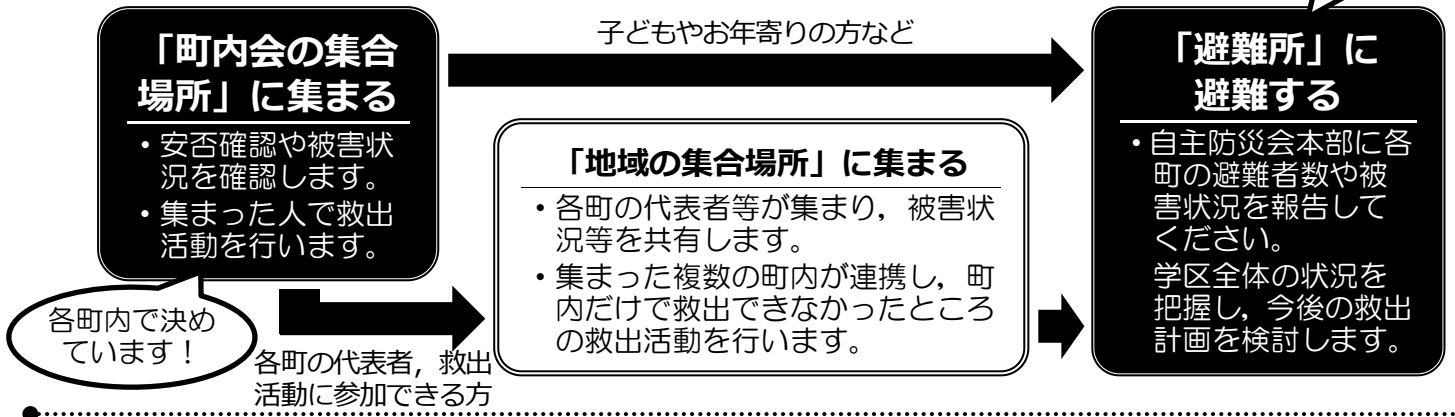 「町内会の集合
場所」に集まる
・安否確認や被害状
況を確認します。
・集まった人で救出
活動を行います。
各町内で決め
ています！
子どもやお年寄りの方など
各町の代表者，救出
活動に参加できる方
「地域の集合場所」に集まる
・各町の代表者等が集まり，被害状
況等を共有します。
・集まった複数の町内が連携し，町
内だけで救出できなかったところ
の救出活動を行います。
「避難所」に
避難する
・自主防災会本部に各
町の避難者数や被
害状況を報告して
ください。
学区全体の状況を
把握し，今後の救出
計画を検討します。